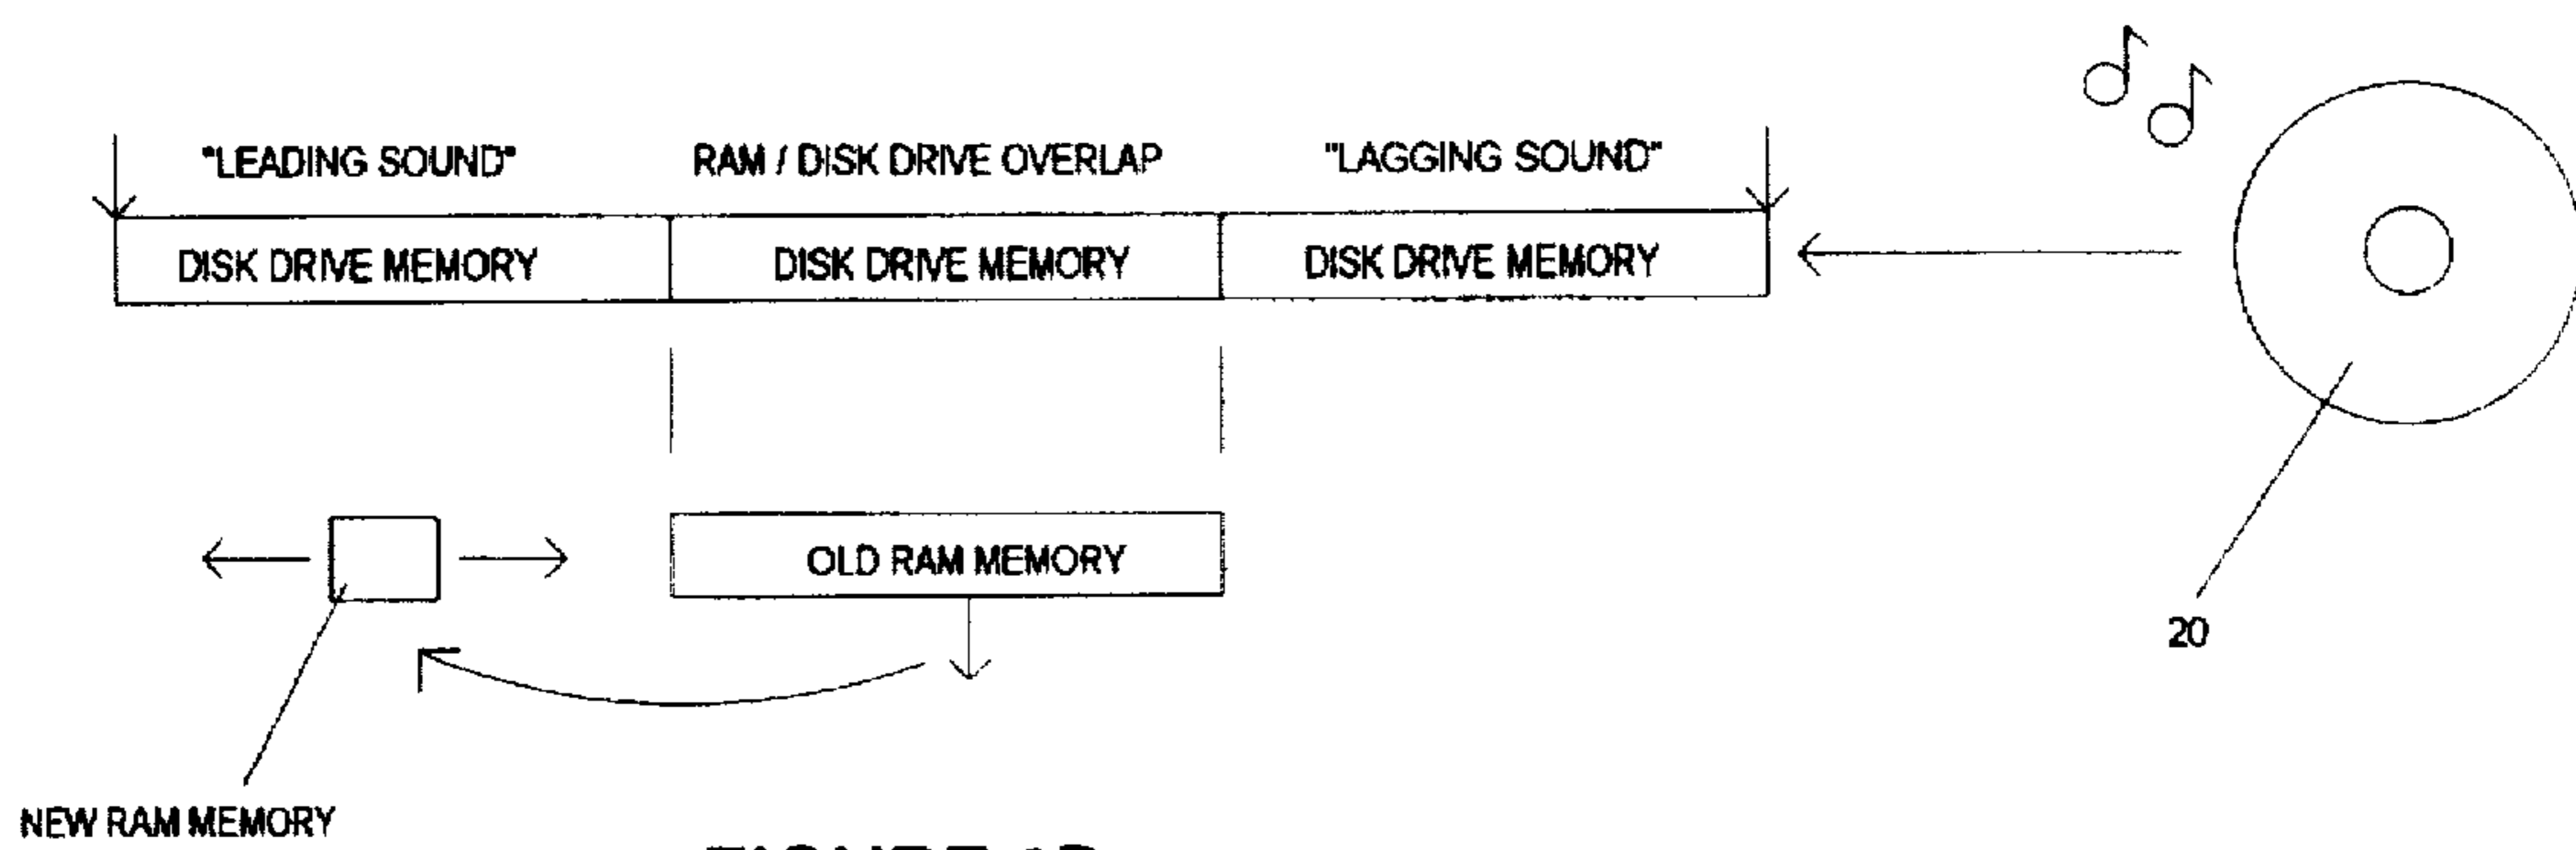 "LEADING SOUND" RAM / DISK DRIVE OVERLAP "LAGGING SOUND"
DISK DRIVE MEMORY DISK DRIVE MEMORY DISK DRIVE MEMORY
OLD RAM MEMORY
20
NEW RAM MEMORY